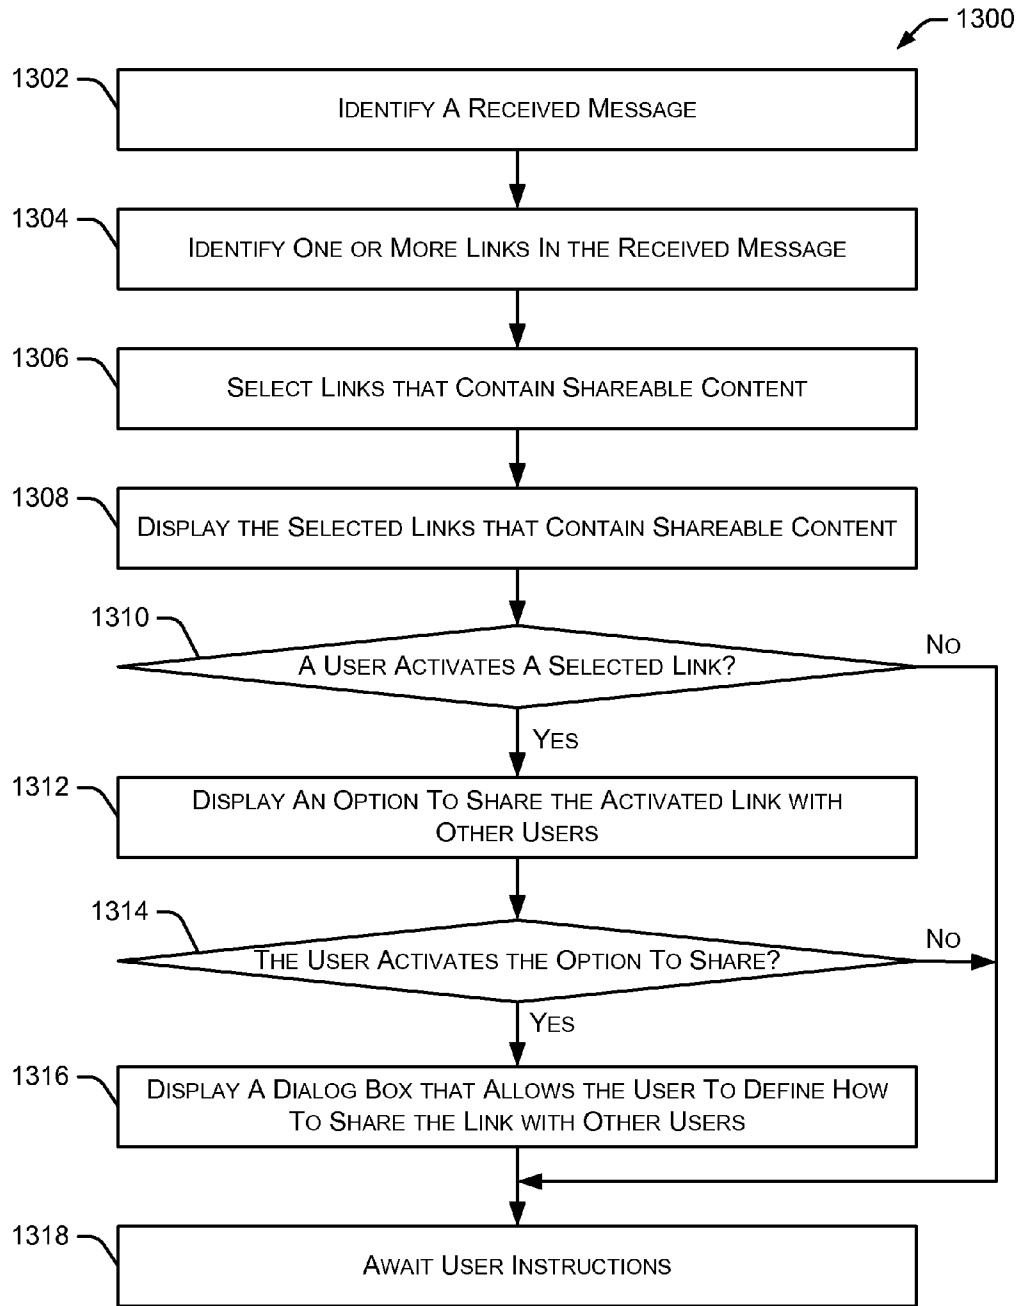 1300
1302
IDENTIFY A RECEIVED MESSAGE
1304
IDENTIFY ONE OR MORE LINKS IN THE RECEIVED MESSAGE
1306
SELECT LINKS THAT CONTAIN SHAREABLE CONTENT
1308
DISPLAY THE SELECTED LINKS THAT CONTAIN SHAREABLE CONTENT
1310
A USER ACTIVATES A SELECTED LINK?
NO
YES
1312
DISPLAY AN OPTION TO SHARE THE ACTIVATED LINK WITH
OTHER USERS
1314
THE USER ACTIVATES THE OPTION TO SHARE?
NO
YES
1316
DISPLAY A DIALOG BOX THAT ALLOWS THE USER TO DEFINE HOW
TO SHARE THE LINK WITH OTHER USERS
1318
AWAIT USER INSTRUCTIONS